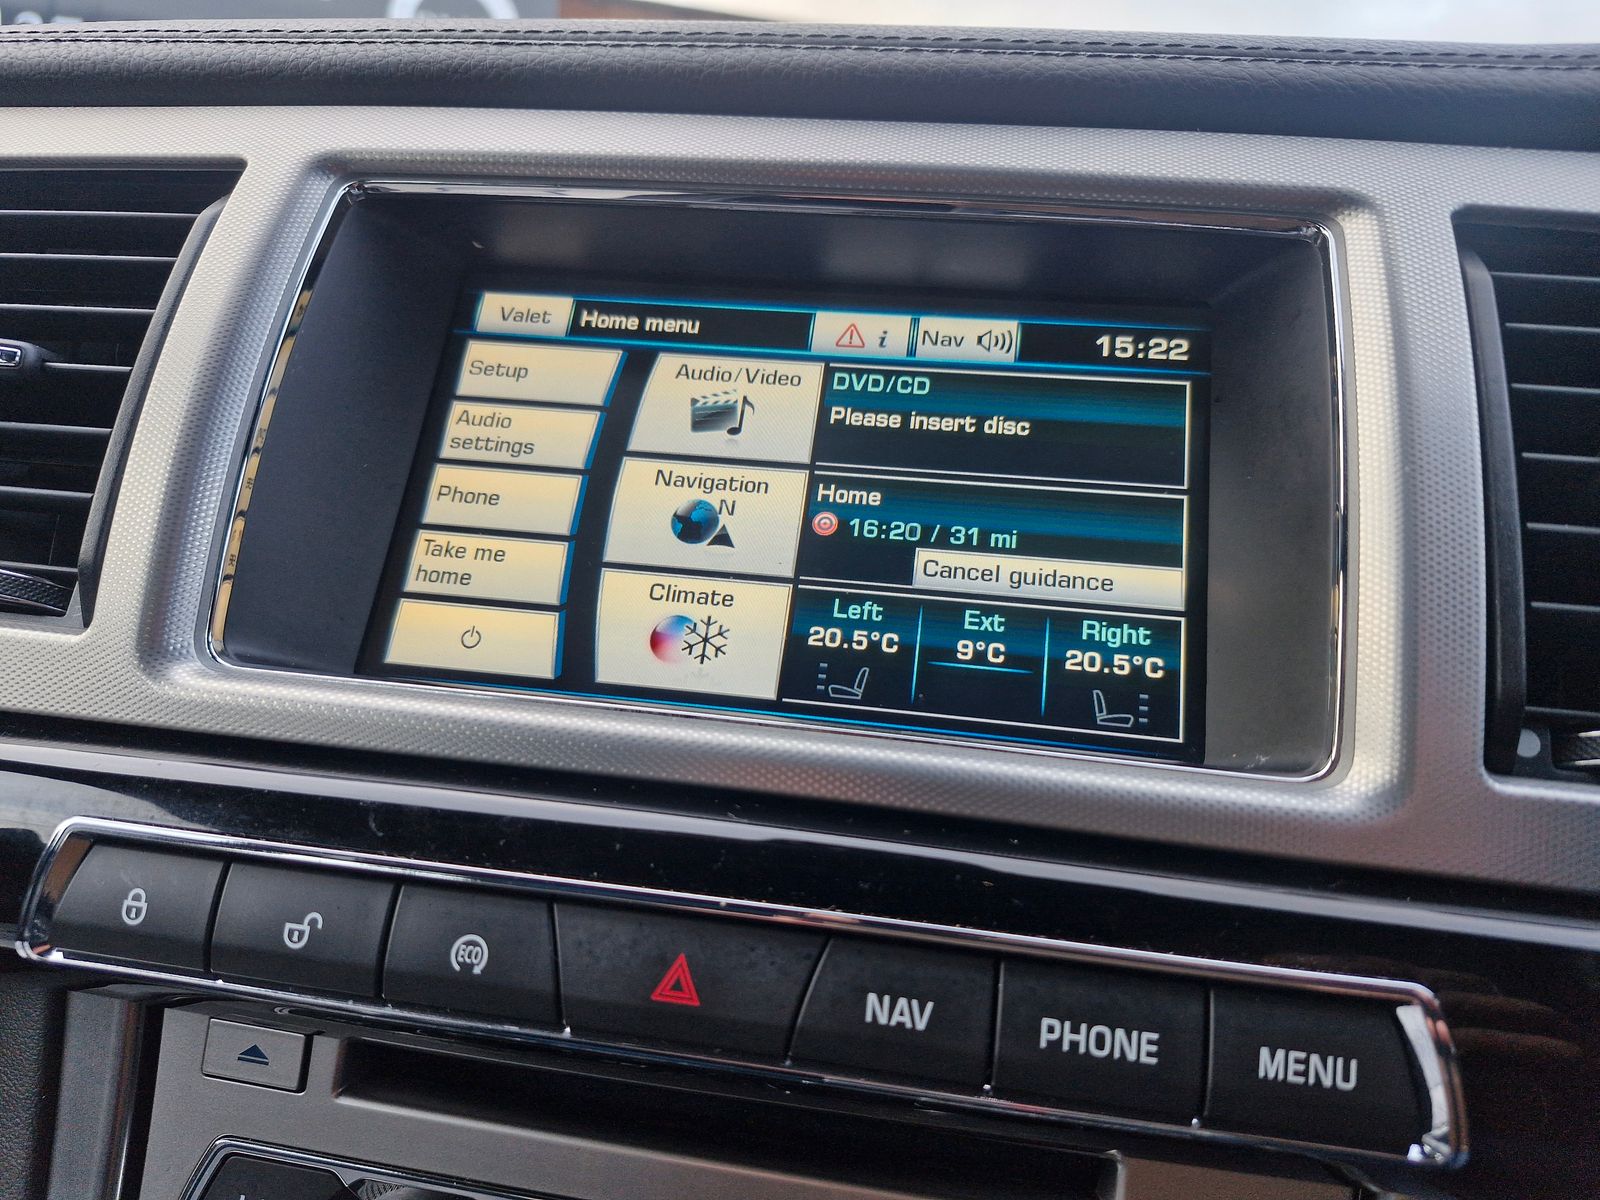 Valet
Home menu
i
Nav
15:22
Setup
Audio
settings
Phone
Take me
home
Audio/Video
Navigation
N
Climate
DVD/CD
Please insert disc
Home
16:20 / 31 mi
Cancel guidance
Left
20.5°C
Ext
9°C
Right
20.5°C
ECO
NAV
PHONE
MENU